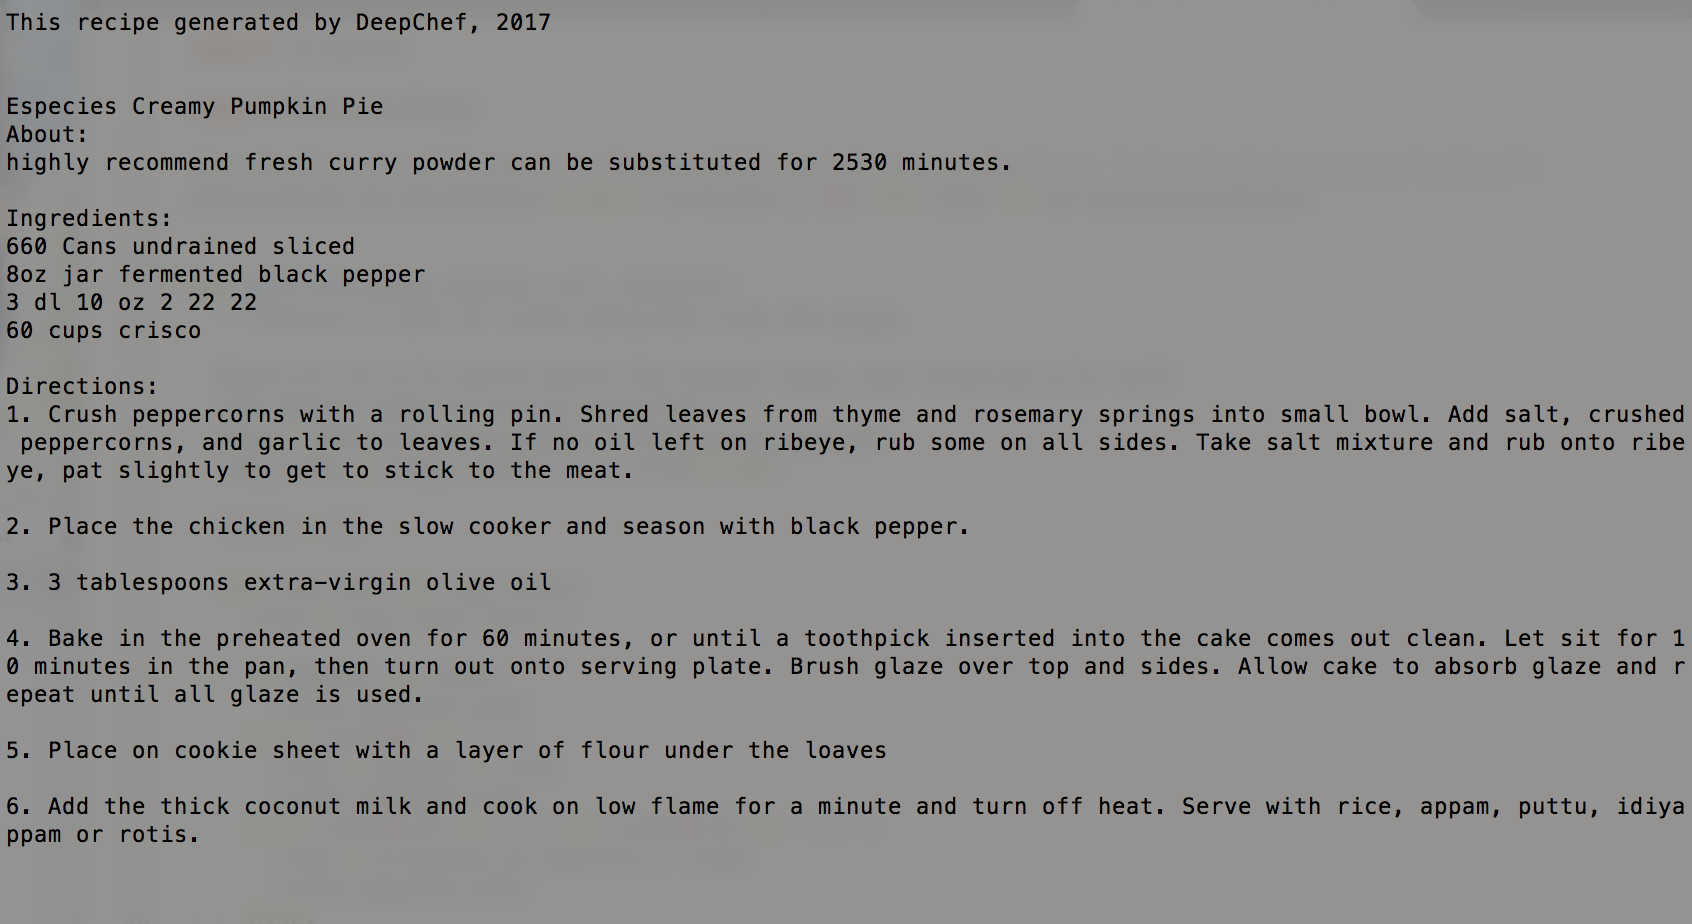 This recipe generated by DeepChef, 2017
Especies Creamy Pumpkin Pie
About:
highly recommend fresh curry powder can be substituted for 2530 minutes.
Ingredients:
660 Cans undrained sliced
8oz jar fermented black pepper
3 dl 10 oz 2 22 22
60 cups crisco
Directions:
1. Crush peppercorns with a rolling pin. Shred leaves from thyme and rosemary springs into small bowl. Add salt, crushed
peppercorns, and garlic to leaves. If no oil left on ribeye, rub some on all sides. Take salt mixture and rub onto ribe
ye, pat slightly to get to stick to the meat.
2. Place the chicken in the slow cooker and season with black pepper.
3. 3 tablespoons extra-virgin olive oil
4. Bake in the preheated oven for 60 minutes, or until a toothpick inserted into the cake comes out clean. Let sit for 1
0 minutes in the pan, then turn out onto serving plate. Brush glaze over top and sides. Allow cake to absorb glaze and r
epeat until all glaze is used.
5. Place on cookie sheet with a layer of flour under the loaves
6. Add the thick coconut milk and cook on low flame for a minute and turn off heat. Serve with rice, appam, puttu, idiya
ppam or rotis.